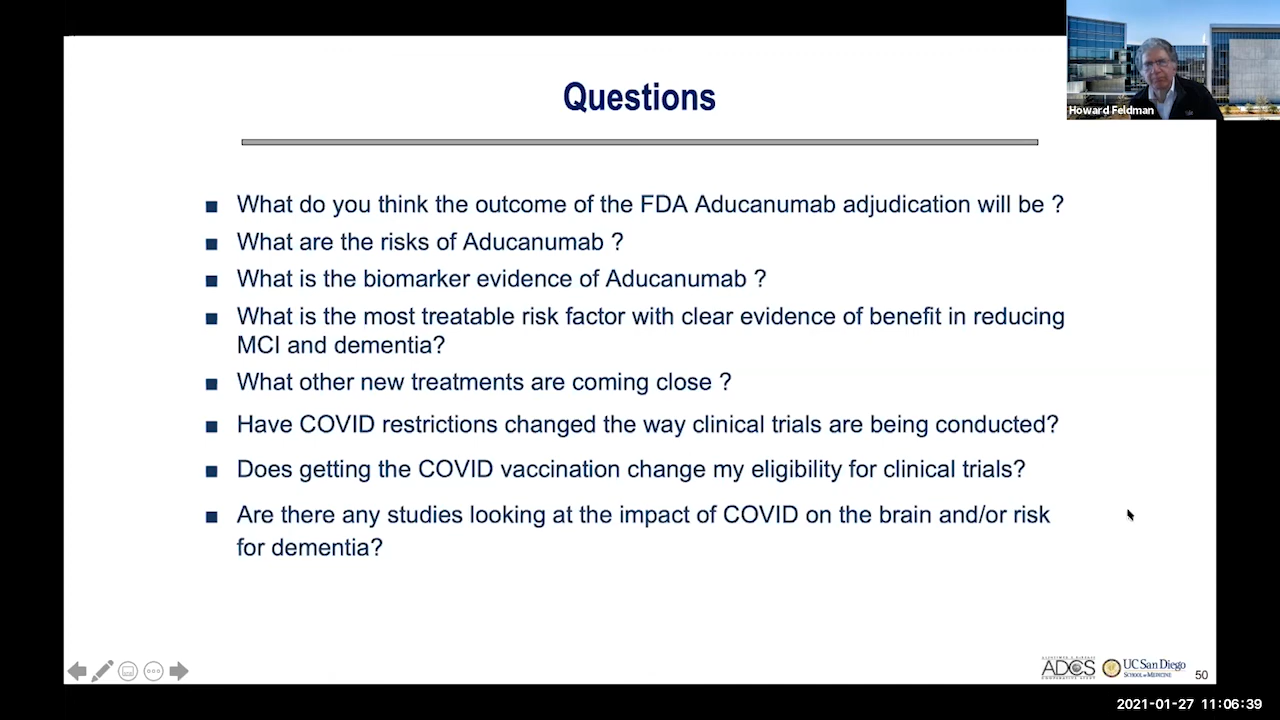 Howard Feldman
Questions
What do you think the outcome of the FDA Aducanumab adjudication will be ?
What are the risks of Aducanumab ?
What is the biomarker evidence of Aducanumab ?
What is the most treatable risk factor with clear evidence of benefit in reducing
MCI and dementia?
What other new treatments are coming close ?
Have COVID restrictions changed the way clinical trials are being conducted?
Does getting the COVID vaccination change my eligibility for clinical trials?
Are there any studies looking at the impact of COVID on the brain and/or risk
for dementia?
ADCS
UC San Diego
SCHOOL OF MEDICINE
50
2021-01-27 11:06:39